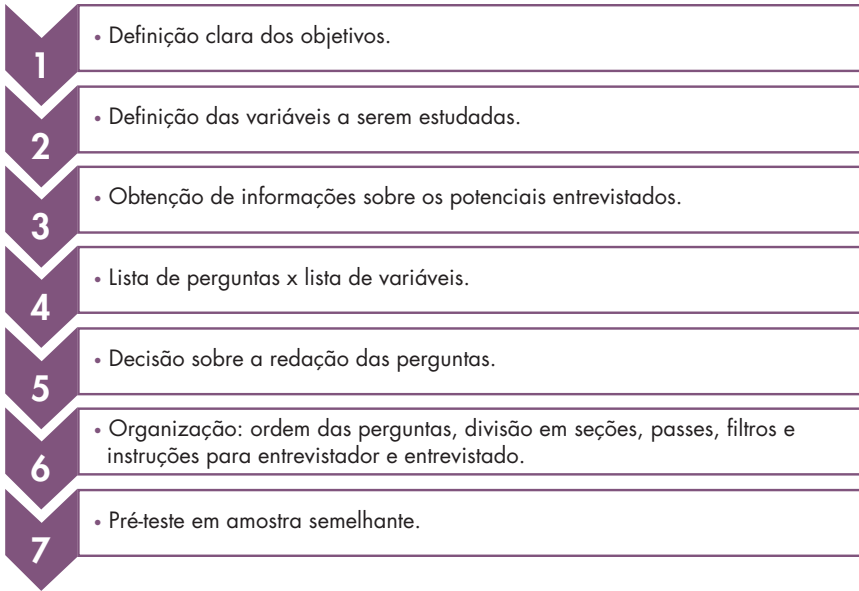 1
• Definição clara dos objetivos.
2
• Definição das variáveis a serem estudadas.
3
• Obtenção de informações sobre os potenciais entrevistados.
4
• Lista de perguntas x lista de variáveis.
5
• Decisão sobre a redação das perguntas.
6
• Organização: ordem das perguntas, divisão em seções, passes, filtros e
instruções para entrevistador e entrevistado.
7
• Pré-teste em amostra semelhante.